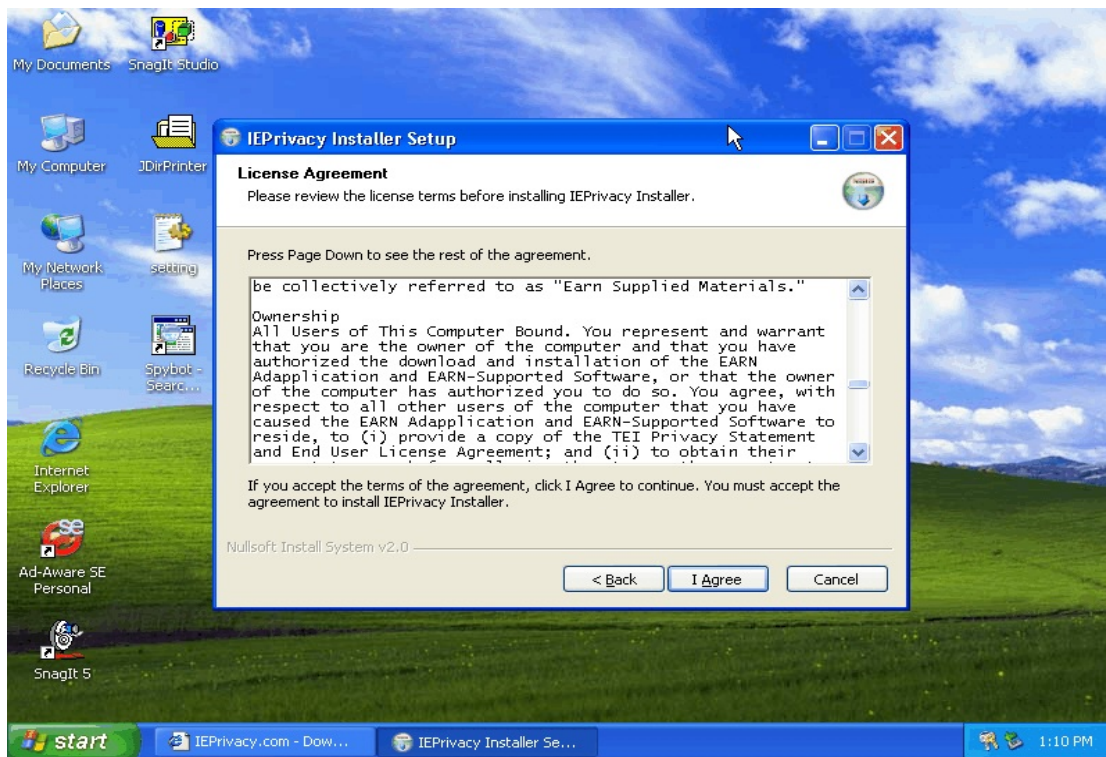 My Documents
SnagIt Studio
My Computer
JDirPrinter
My Network
Places
setting
Recycle Bin
Spybot -
Searc...
Internet
Explorer
Ad-Aware SE
Personal
SnagIt 5
IEPrivacy Installer Setup
License Agreement
Please review the license terms before installing IEPrivacy Installer.
Press Page Down to see the rest of the agreement.
be collectively referred to as "Earn Supplied Materials."
Ownership
All Users of This Computer Bound. You represent and warrant
that you are the owner of the computer and that you have
authorized the download and installation of the EARN
Adapplication and EARN-Supported Software, or that the owner
of the computer has authorized you to do so. You agree, with
respect to all other users of the computer that you have
caused the EARN Adapplication and EARN-Supported Software to
reside, to (i) provide a copy of the TEI Privacy Statement
and End User License Agreement; and (ii) to obtain their
If you accept the terms of the agreement, click I Agree to continue. You must accept the
agreement to install IEPrivacy Installer.
Nullsoft Install System v2.0
< Back
I Agree
Cancel
start
IEPrivacy.com - Dow...
IEPrivacy Installer Se...
1:10 PM